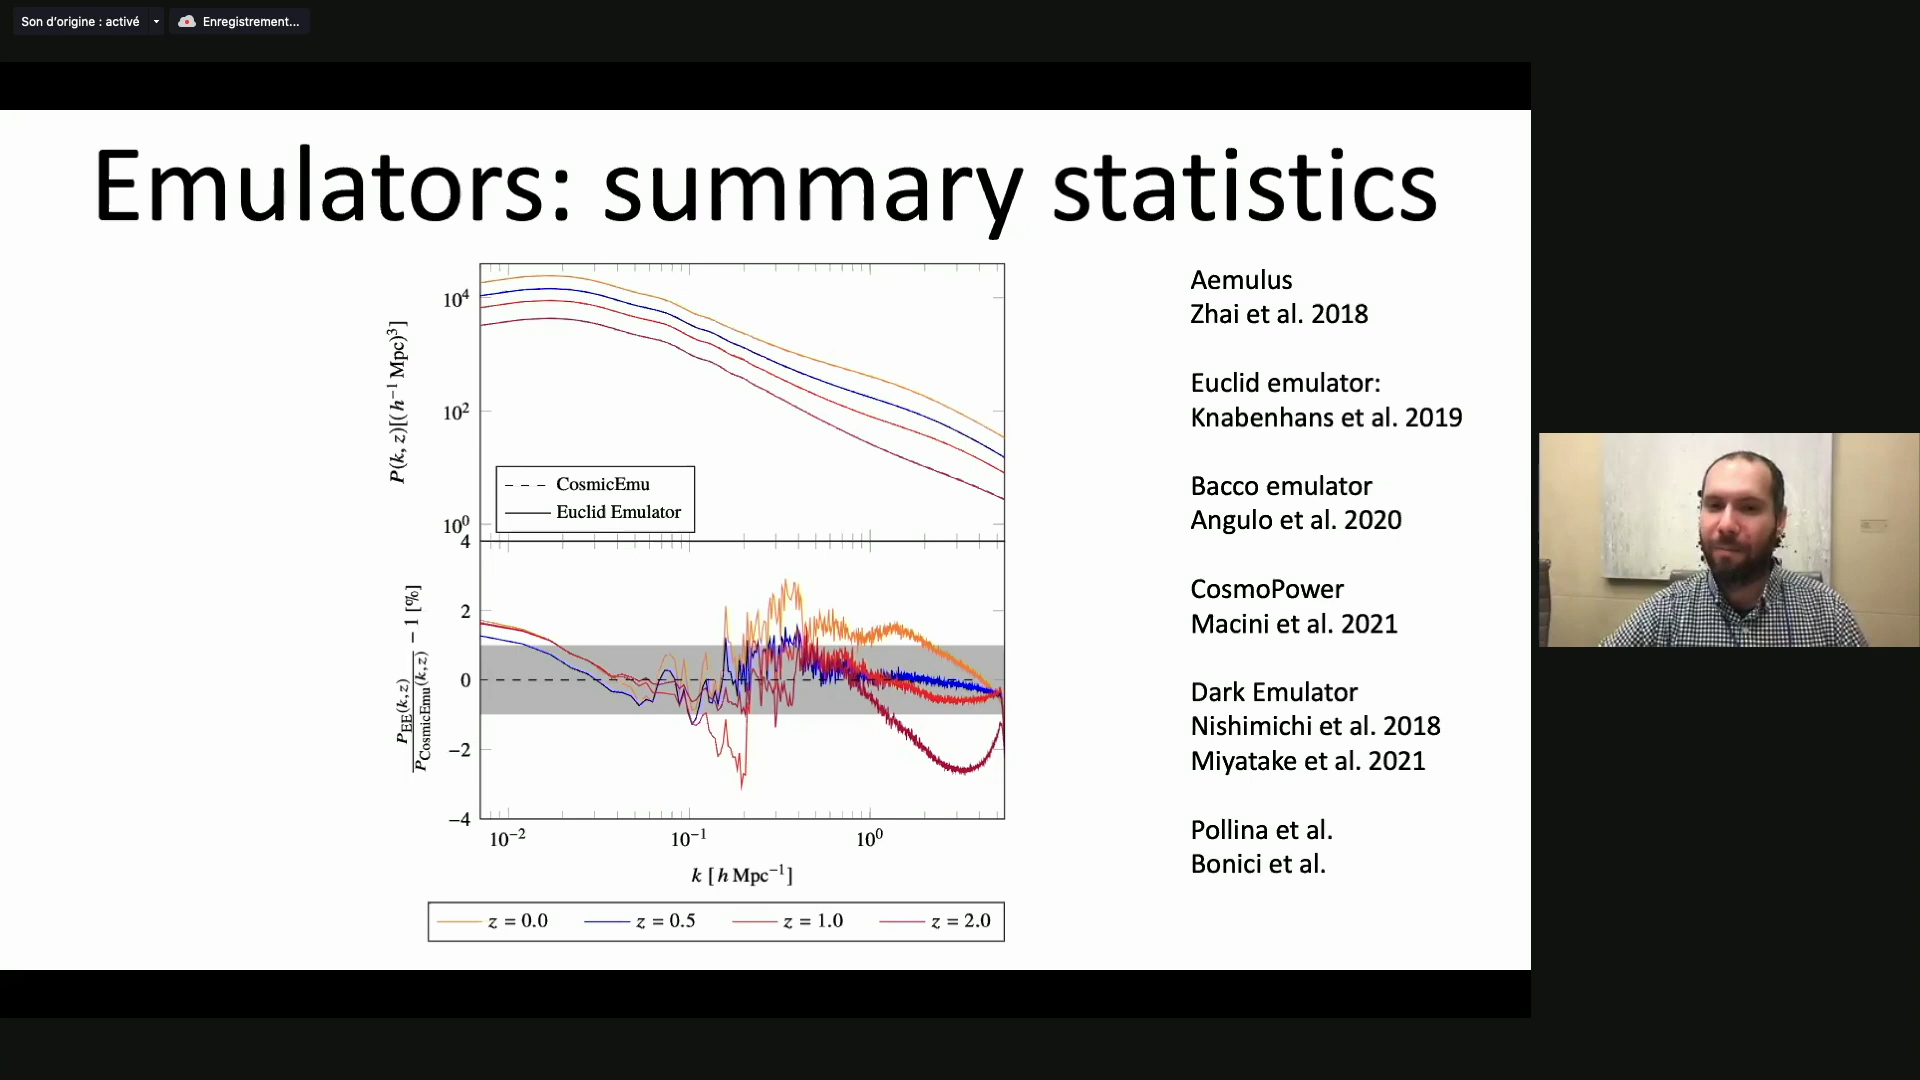 Son d'origine : activé
Enregistrement...
Emulators: summary statistics
P(k, z)[(h⁻¹ Mpc)³]
10⁴
10²
10⁰
CosmicEmu
Euclid Emulator
P_EE(k,z) / P_CosmicEmu(k,z) − 1 [%]
4
2
0
−2
−4
10⁻²
10⁻¹
10⁰
k [h Mpc⁻¹]
z = 0.0
z = 0.5
z = 1.0
z = 2.0
Aemulus
Zhai et al. 2018
Euclid emulator:
Knabenhans et al. 2019
Bacco emulator
Angulo et al. 2020
CosmoPower
Macini et al. 2021
Dark Emulator
Nishimichi et al. 2018
Miyatake et al. 2021
Pollina et al.
Bonici et al.